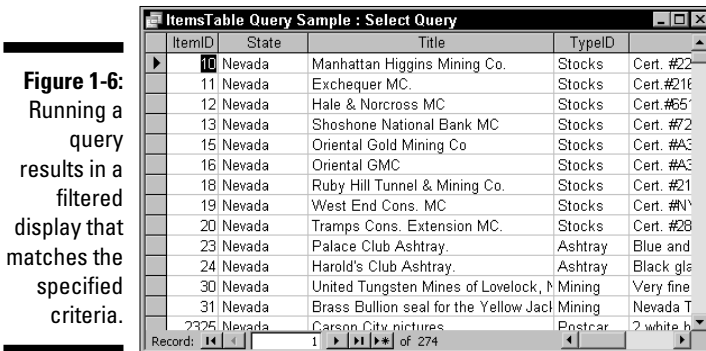 Figure 1-6:
Running a
query
results in a
filtered
display that
matches the
specified
criteria.
ItemsTable Query Sample : Select Query
ItemID State Title TypeID
10 Nevada Manhattan Higgins Mining Co. Stocks Cert. #22
11 Nevada Exchequer MC. Stocks Cert.#216
12 Nevada Hale & Norcross MC Stocks Cert.#651
13 Nevada Shoshone National Bank MC Stocks Cert. #72
15 Nevada Oriental Gold Mining Co Stocks Cert. #A3
16 Nevada Oriental GMC Stocks Cert. #A3
18 Nevada Ruby Hill Tunnel & Mining Co. Stocks Cert. #21
19 Nevada West End Cons. MC Stocks Cert. #NY
20 Nevada Tramps Cons. Extension MC. Stocks Cert. #28
23 Nevada Palace Club Ashtray. Ashtray Blue and
24 Nevada Harold's Club Ashtray. Ashtray Black gla
30 Nevada United Tungsten Mines of Lovelock, Mining Very fine
31 Nevada Brass Bullion seal for the Yellow Jac Mining Nevada T
2325 Nevada Carson City pictures Postcar 2 white h
Record: 1 of 274